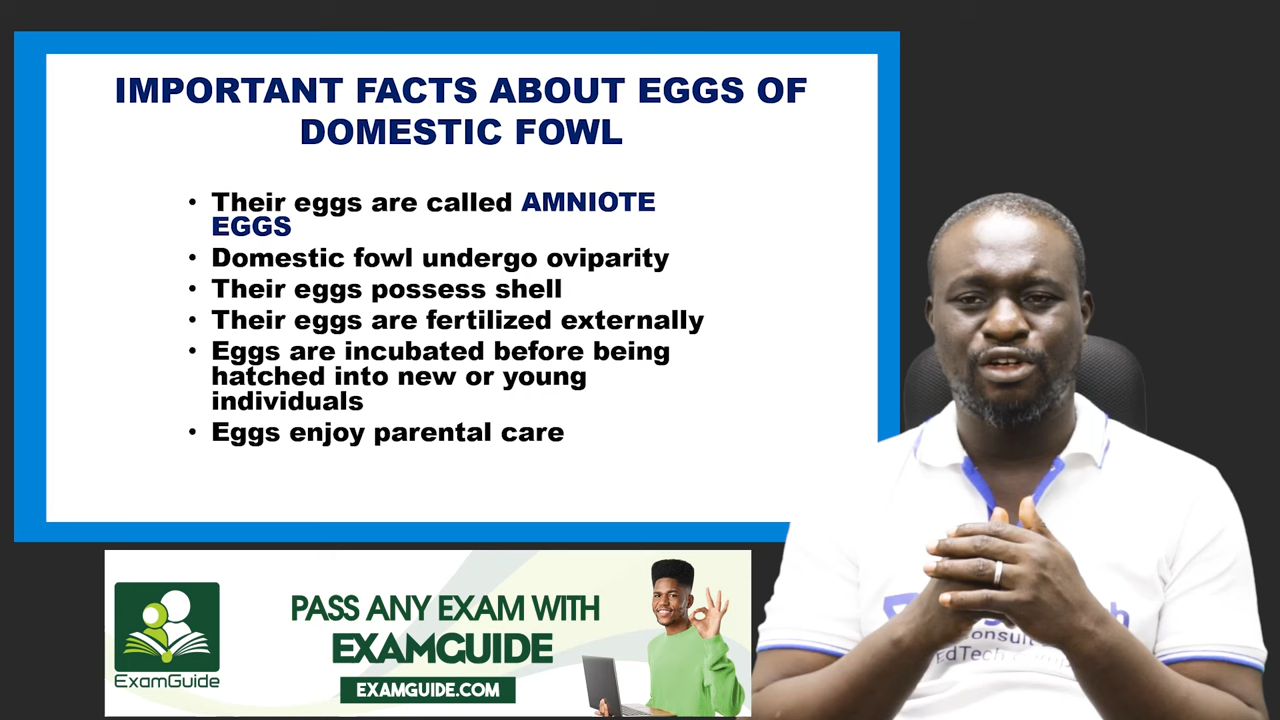 IMPORTANT FACTS ABOUT EGGS OF
DOMESTIC FOWL
• Their eggs are called AMNIOTE
EGGS
• Domestic fowl undergo oviparity
• Their eggs possess shell
• Their eggs are fertilized externally
• Eggs are incubated before being
hatched into new or young
individuals
• Eggs enjoy parental care
ExamGuide
PASS ANY EXAM WITH
EXAMGUIDE
EXAMGUIDE.COM
EdTech